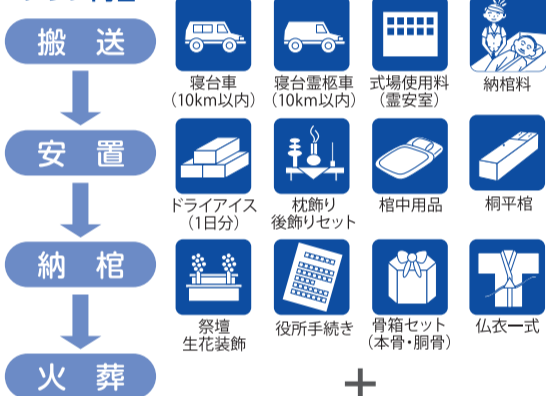 搬送
安置
納棺
火葬
寝台車
(10km以内)
寝台霊柩車
(10km以内)
式場使用料
(霊安室)
納棺料
ドライアイス
(1日分)
枕飾り
後飾りセット
棺中用品
桐平棺
祭壇
生花装飾
役所手続き
骨箱セット
(本骨・胴骨)
仏衣一式
+